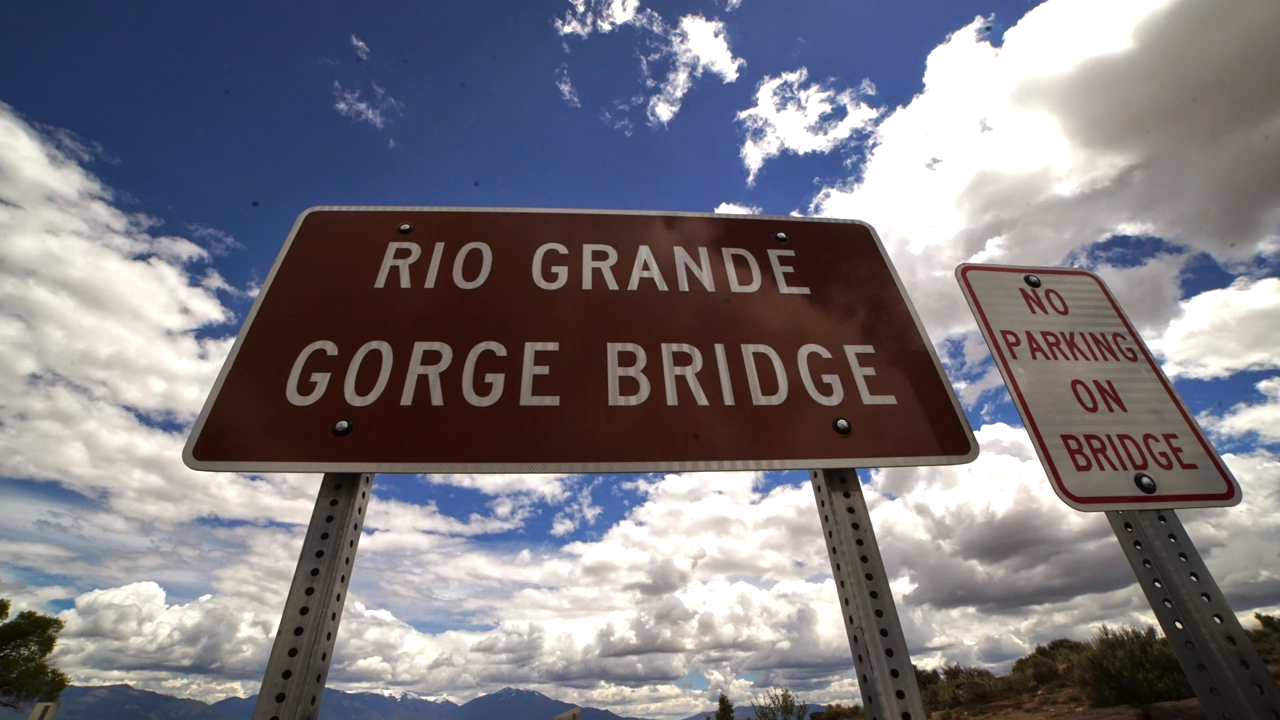 RIO GRANDE
GORGE BRIDGE
NO
PARKING
ON
BRIDGE